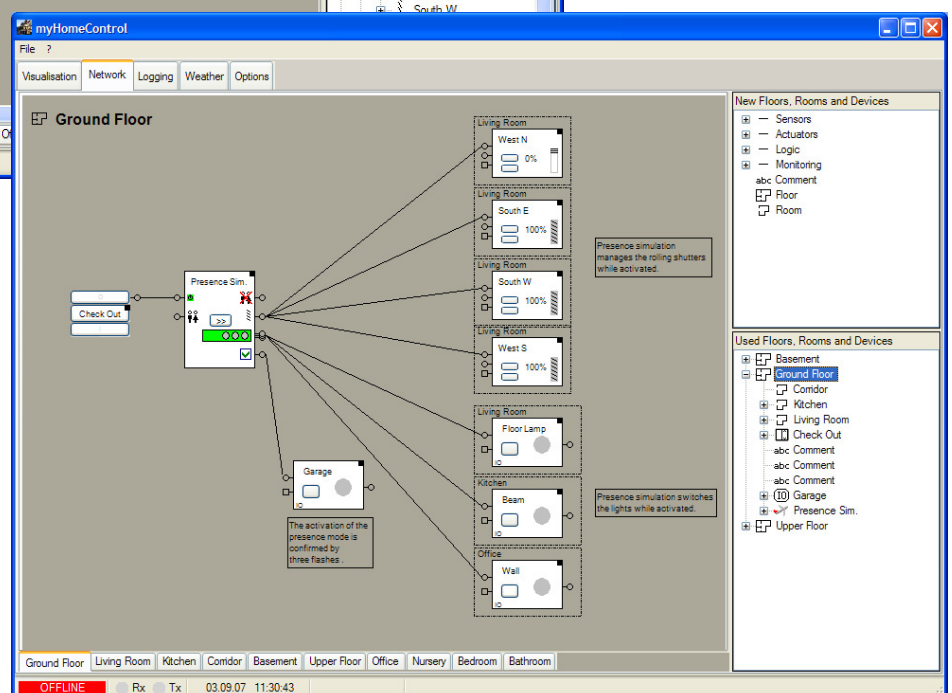 South W
myHomeControl
File ?
Visualisation Network Logging Weather Options
Ground Floor
Living Room
West N
0%
Living Room
South E
100%
Living Room
South W
100%
Living Room
West S
100%
Presence simulation
manages the rolling shutters
while activated.
Check Out
Presence Sim.
>>
Living Room
Floor Lamp
IO
Kitchen
Beam
IO
Office
Wall
IO
Presence simulation switches
the lights while activated.
Garage
IO
The activation of the
presence mode is
confirmed by
three flashes .
New Floors, Rooms and Devices
Sensors
Actuators
Logic
Monitoring
abc Comment
Floor
Room
Used Floors, Rooms and Devices
Basement
Ground Floor
Corridor
Kitchen
Living Room
Check Out
abc Comment
abc Comment
abc Comment
IO Garage
Presence Sim.
Upper Floor
Ground Floor Living Room Kitchen Corridor Basement Upper Floor Office Nursery Bedroom Bathroom
OFFLINE Rx Tx 03.09.07 11:30:43